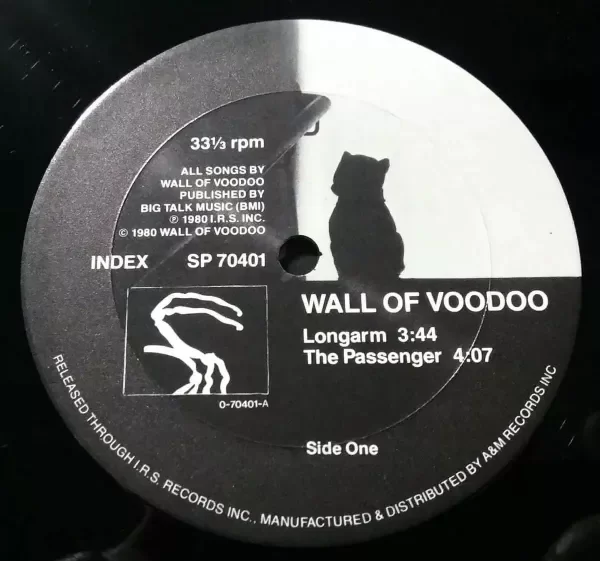 33⅓ rpm
ALL SONGS BY
WALL OF VOODOO
PUBLISHED BY
BIG TALK MUSIC (BMI)
℗ 1980 I.R.S. INC.
© 1980 WALL OF VOODOO
INDEX SP 70401
WALL OF VOODOO
Longarm 3:44
The Passenger 4:07
0-70401-A
Side One
RELEASED THROUGH I.R.S. RECORDS INC., MANUFACTURED & DISTRIBUTED BY A&M RECORDS INC